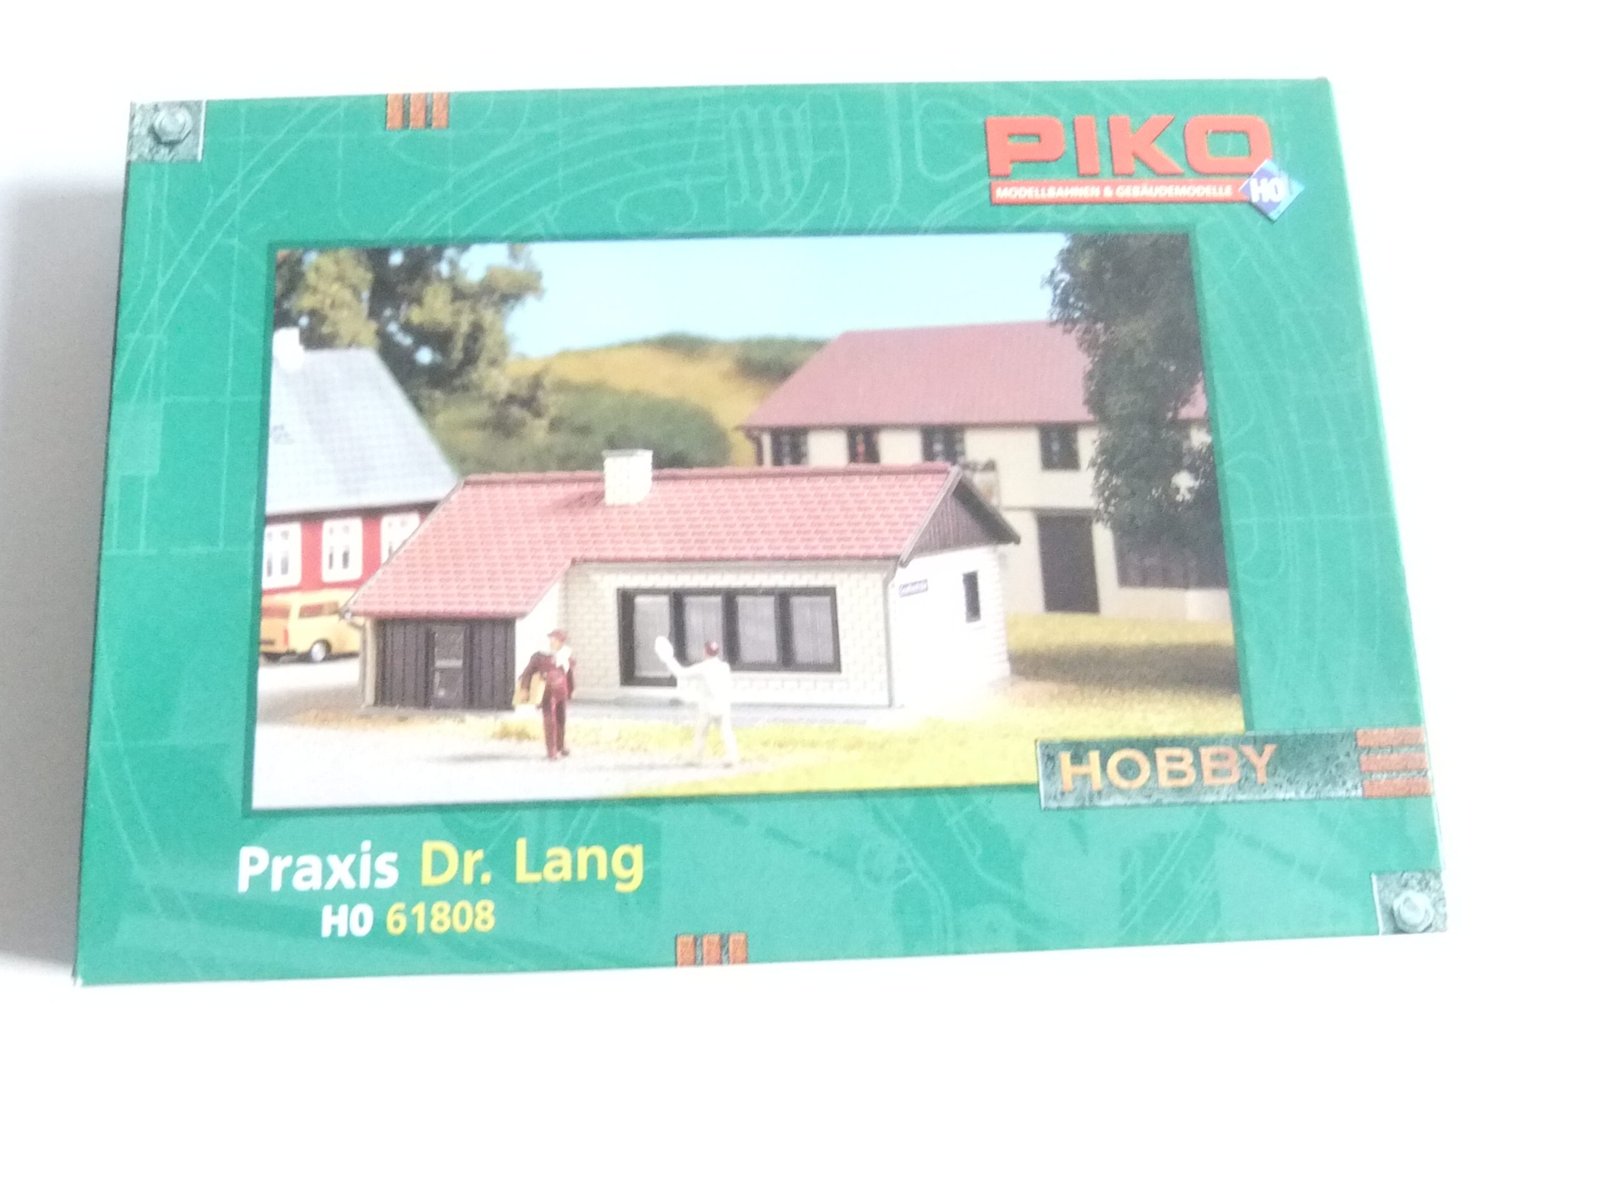 PIKO
MODELLBAHNEN & GEBÄUDEMODELLE H0
HOBBY
Praxis Dr. Lang
H0 61808